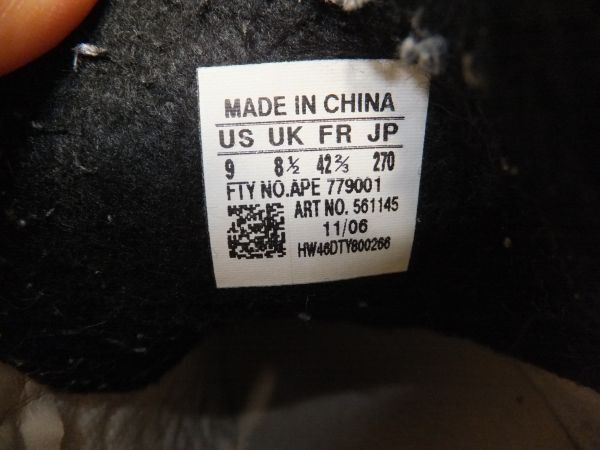 MADE IN CHINA
US UK FR JP
9 8½ 42⅔ 270
FTY NO.APE 779001
ART NO. 561145
11/06
HW46DTY800266